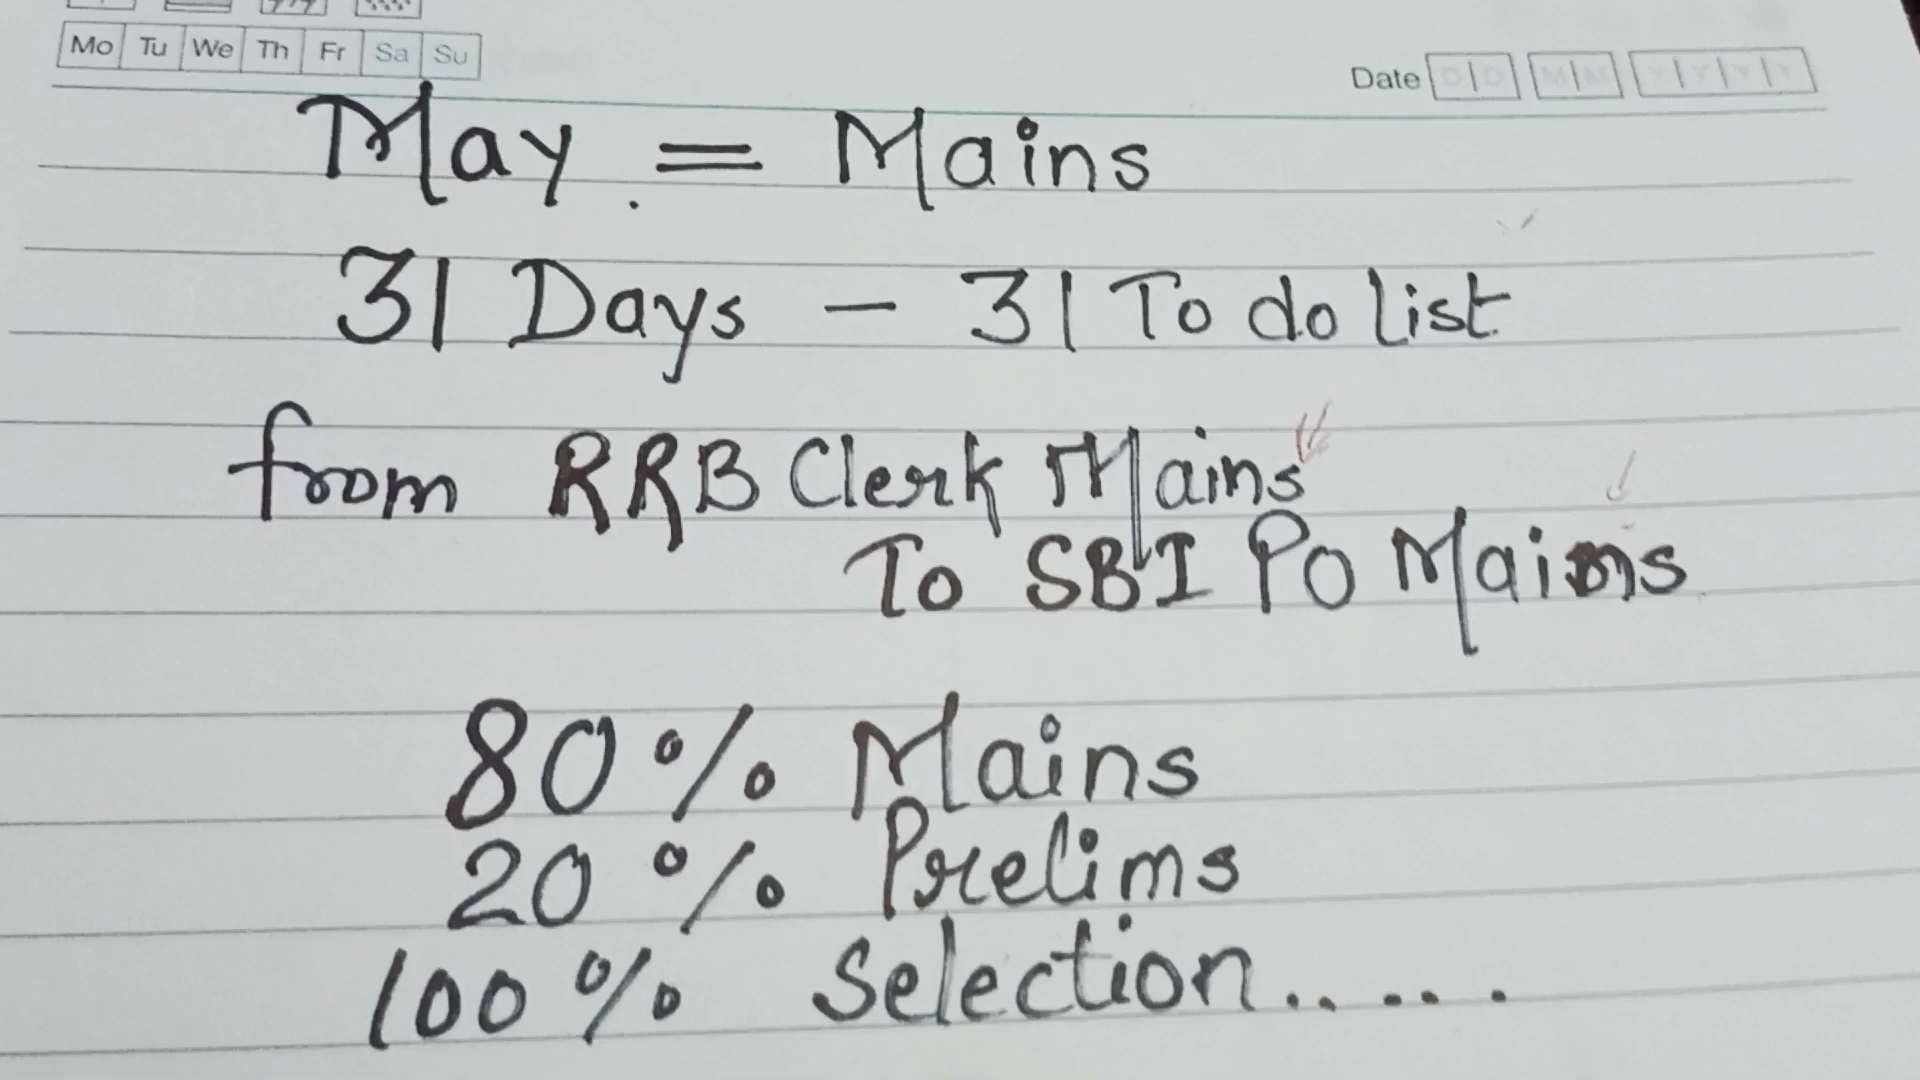 Mo Tu We Th Fr Sa Su
Date D D M M Y Y Y Y
May = Mains
31 Days - 31 To do list
from RRB Clerk Mains
To SBI PO Mains
80% Mains
20% Prelims
100% Selection......